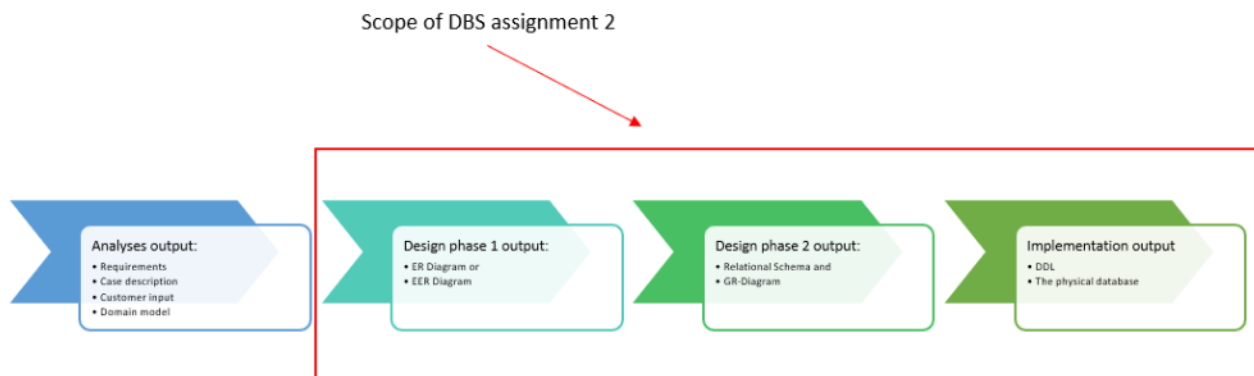 Scope of DBS assignment 2
Analyses output:
• Requirements
• Case description
• Customer input
• Domain model
Design phase 1 output:
• ER Diagram or
• EER Diagram
Design phase 2 output:
• Relational Schema and
• GR-Diagram
Implementation output
• DDL
• The physical database